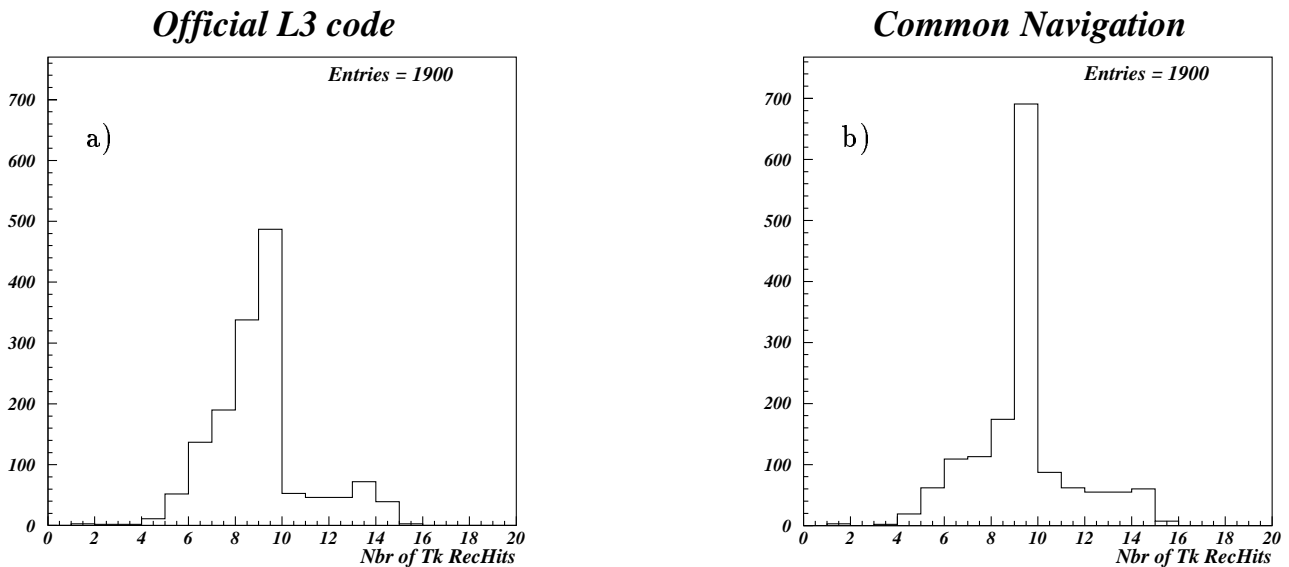 Official L3 code
Entries = 1900
a)
700
600
500
400
300
200
100
0
0 2 4 6 8 10 12 14 16 18 20
Nbr of Tk RecHits
Common Navigation
Entries = 1900
b)
700
600
500
400
300
200
100
0
0 2 4 6 8 10 12 14 16 18 20
Nbr of Tk RecHits